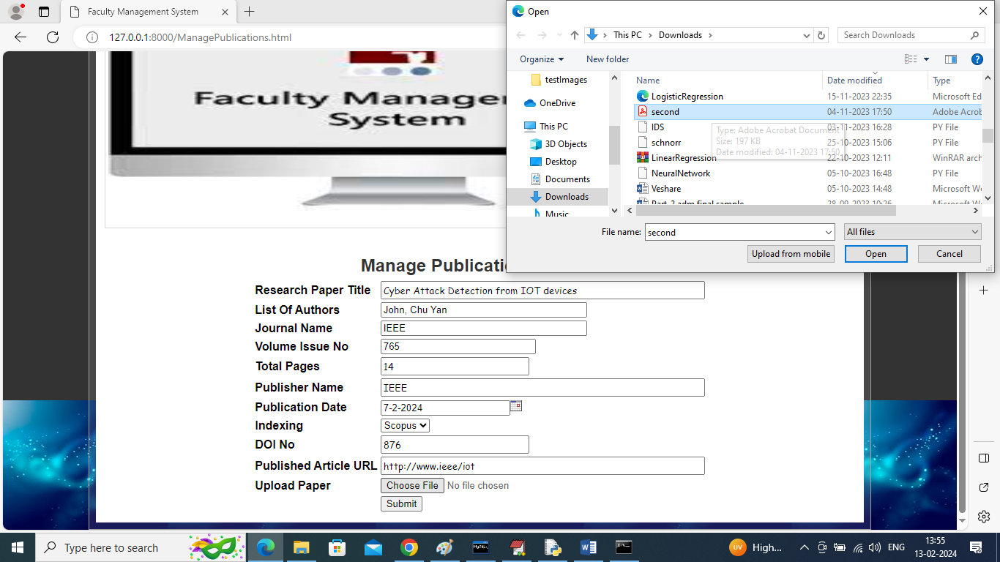 Faculty Management System
127.0.0.1:8000/ManagePublications.html
Faculty Manage
System
Open
This PC > Downloads >
Search Downloads
Organize
New folder
Name Date modified Type
testImages
OneDrive
This PC
3D Objects
Desktop
Documents
Downloads
Music
LogisticRegression 15-11-2023 22:35 Microsoft Ed
second 04-11-2023 17:50 Adobe Acrob
IDS 03-11-2023 16:28 PY File
schnorr 25-10-2023 15:06 PY File
LinearRegression 22-10-2023 12:11 WinRAR arch
NeuralNetwork 05-10-2023 16:48 PY File
Veshare 05-10-2023 14:48 Microsoft Wo
Part-2 adm final sample 28-09-2023 10:26 Microsoft Wo
Type: Adobe Acrobat Document
Size: 197 KB
Date modified: 04-11-2023 17:50
File name: second
All files
Upload from mobile
Open
Cancel
Manage Publicatio
Research Paper Title Cyber Attack Detection from IOT devices
List Of Authors John, Chu Yan
Journal Name IEEE
Volume Issue No 765
Total Pages 14
Publisher Name IEEE
Publication Date 7-2-2024
Indexing Scopus
DOI No 876
Published Article URL http://www.ieee/iot
Upload Paper Choose File No file chosen
Submit
Type here to search
MySQL
UV
High...
ENG
13:55
13-02-2024